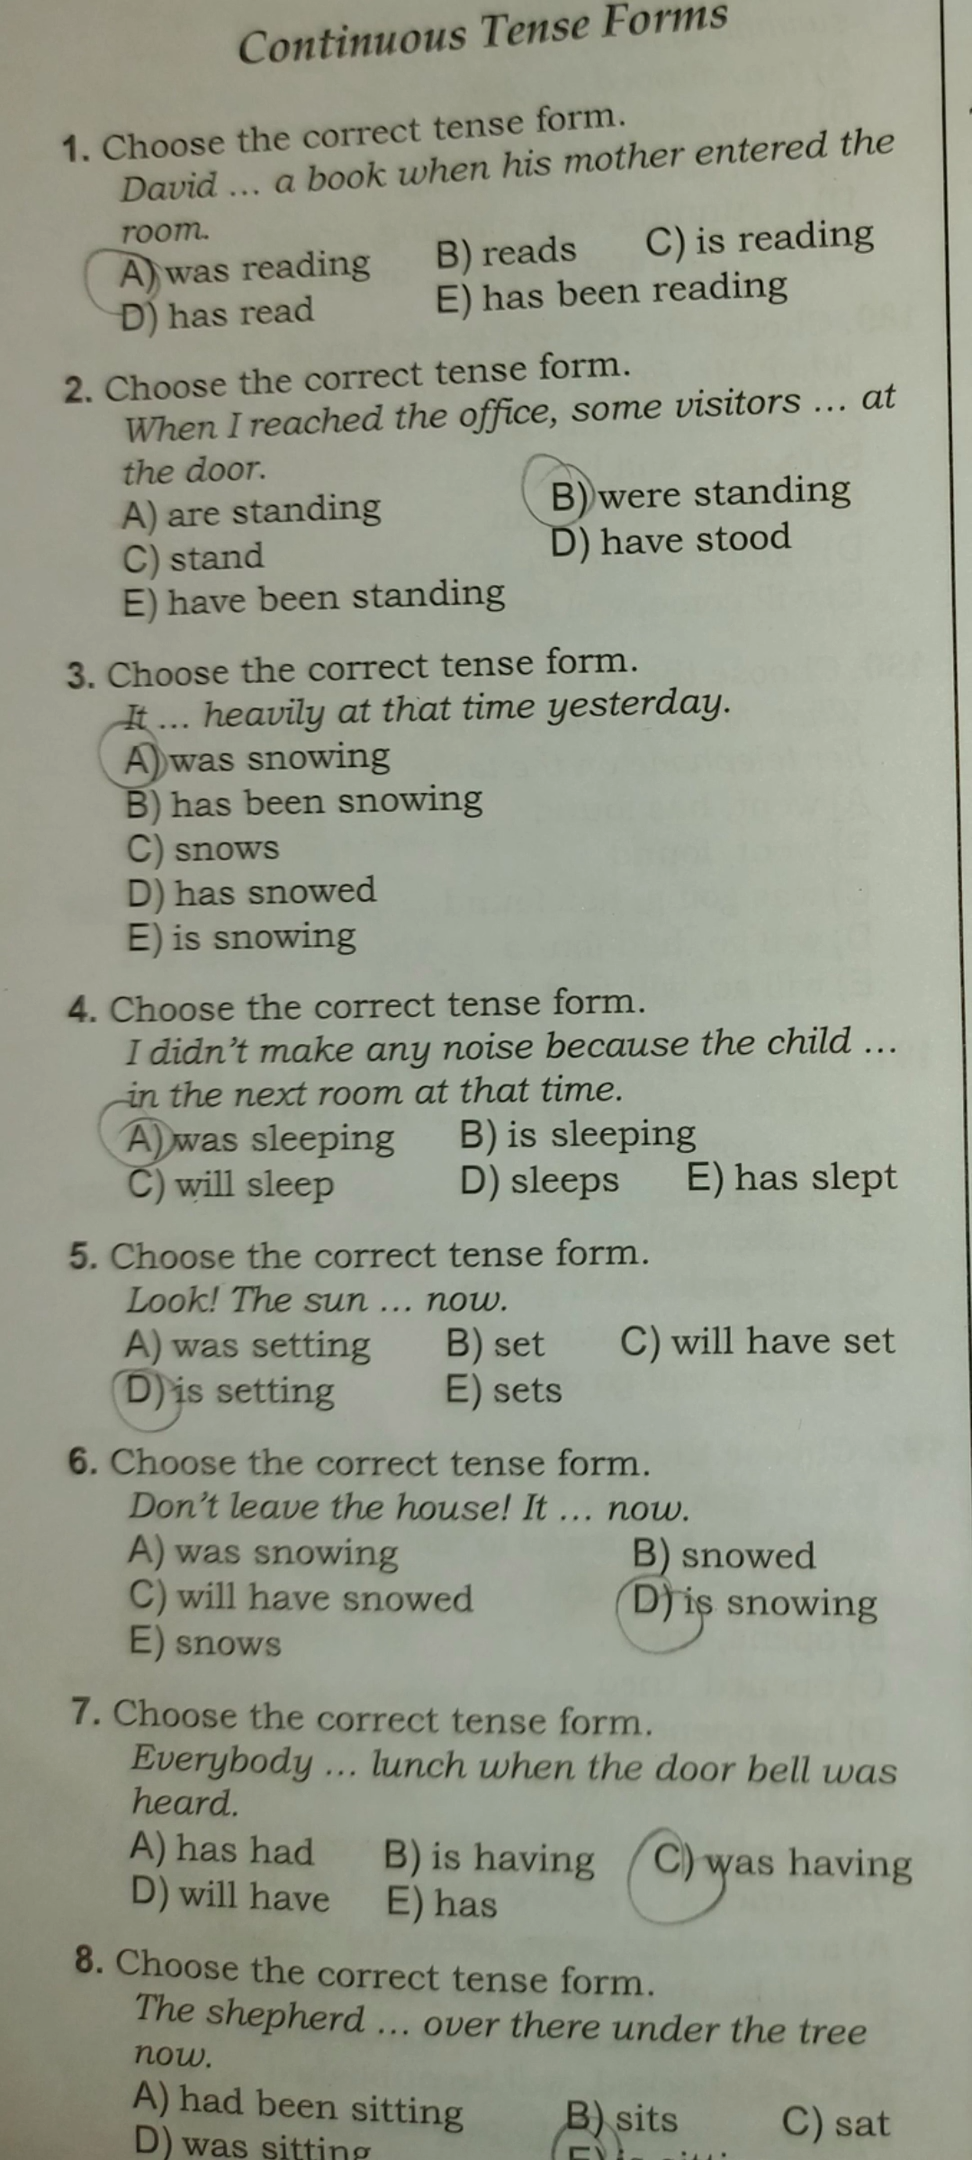 Continuous Tense Forms
1. Choose the correct tense form.
David ... a book when his mother entered the
room.
A) was reading B) reads C) is reading
D) has read E) has been reading
2. Choose the correct tense form.
When I reached the office, some visitors ... at
the door.
A) are standing B) were standing
C) stand D) have stood
E) have been standing
3. Choose the correct tense form.
It ... heavily at that time yesterday.
A) was snowing
B) has been snowing
C) snows
D) has snowed
E) is snowing
4. Choose the correct tense form.
I didn't make any noise because the child ...
in the next room at that time.
A) was sleeping B) is sleeping
C) will sleep D) sleeps E) has slept
5. Choose the correct tense form.
Look! The sun ... now.
A) was setting B) set C) will have set
D) is setting E) sets
6. Choose the correct tense form.
Don't leave the house! It ... now.
A) was snowing B) snowed
C) will have snowed D) is snowing
E) snows
7. Choose the correct tense form.
Everybody ... lunch when the door bell was
heard.
A) has had B) is having C) was having
D) will have E) has
8. Choose the correct tense form.
The shepherd ... over there under the tree
now.
A) had been sitting B) sits C) sat
D) was sitting